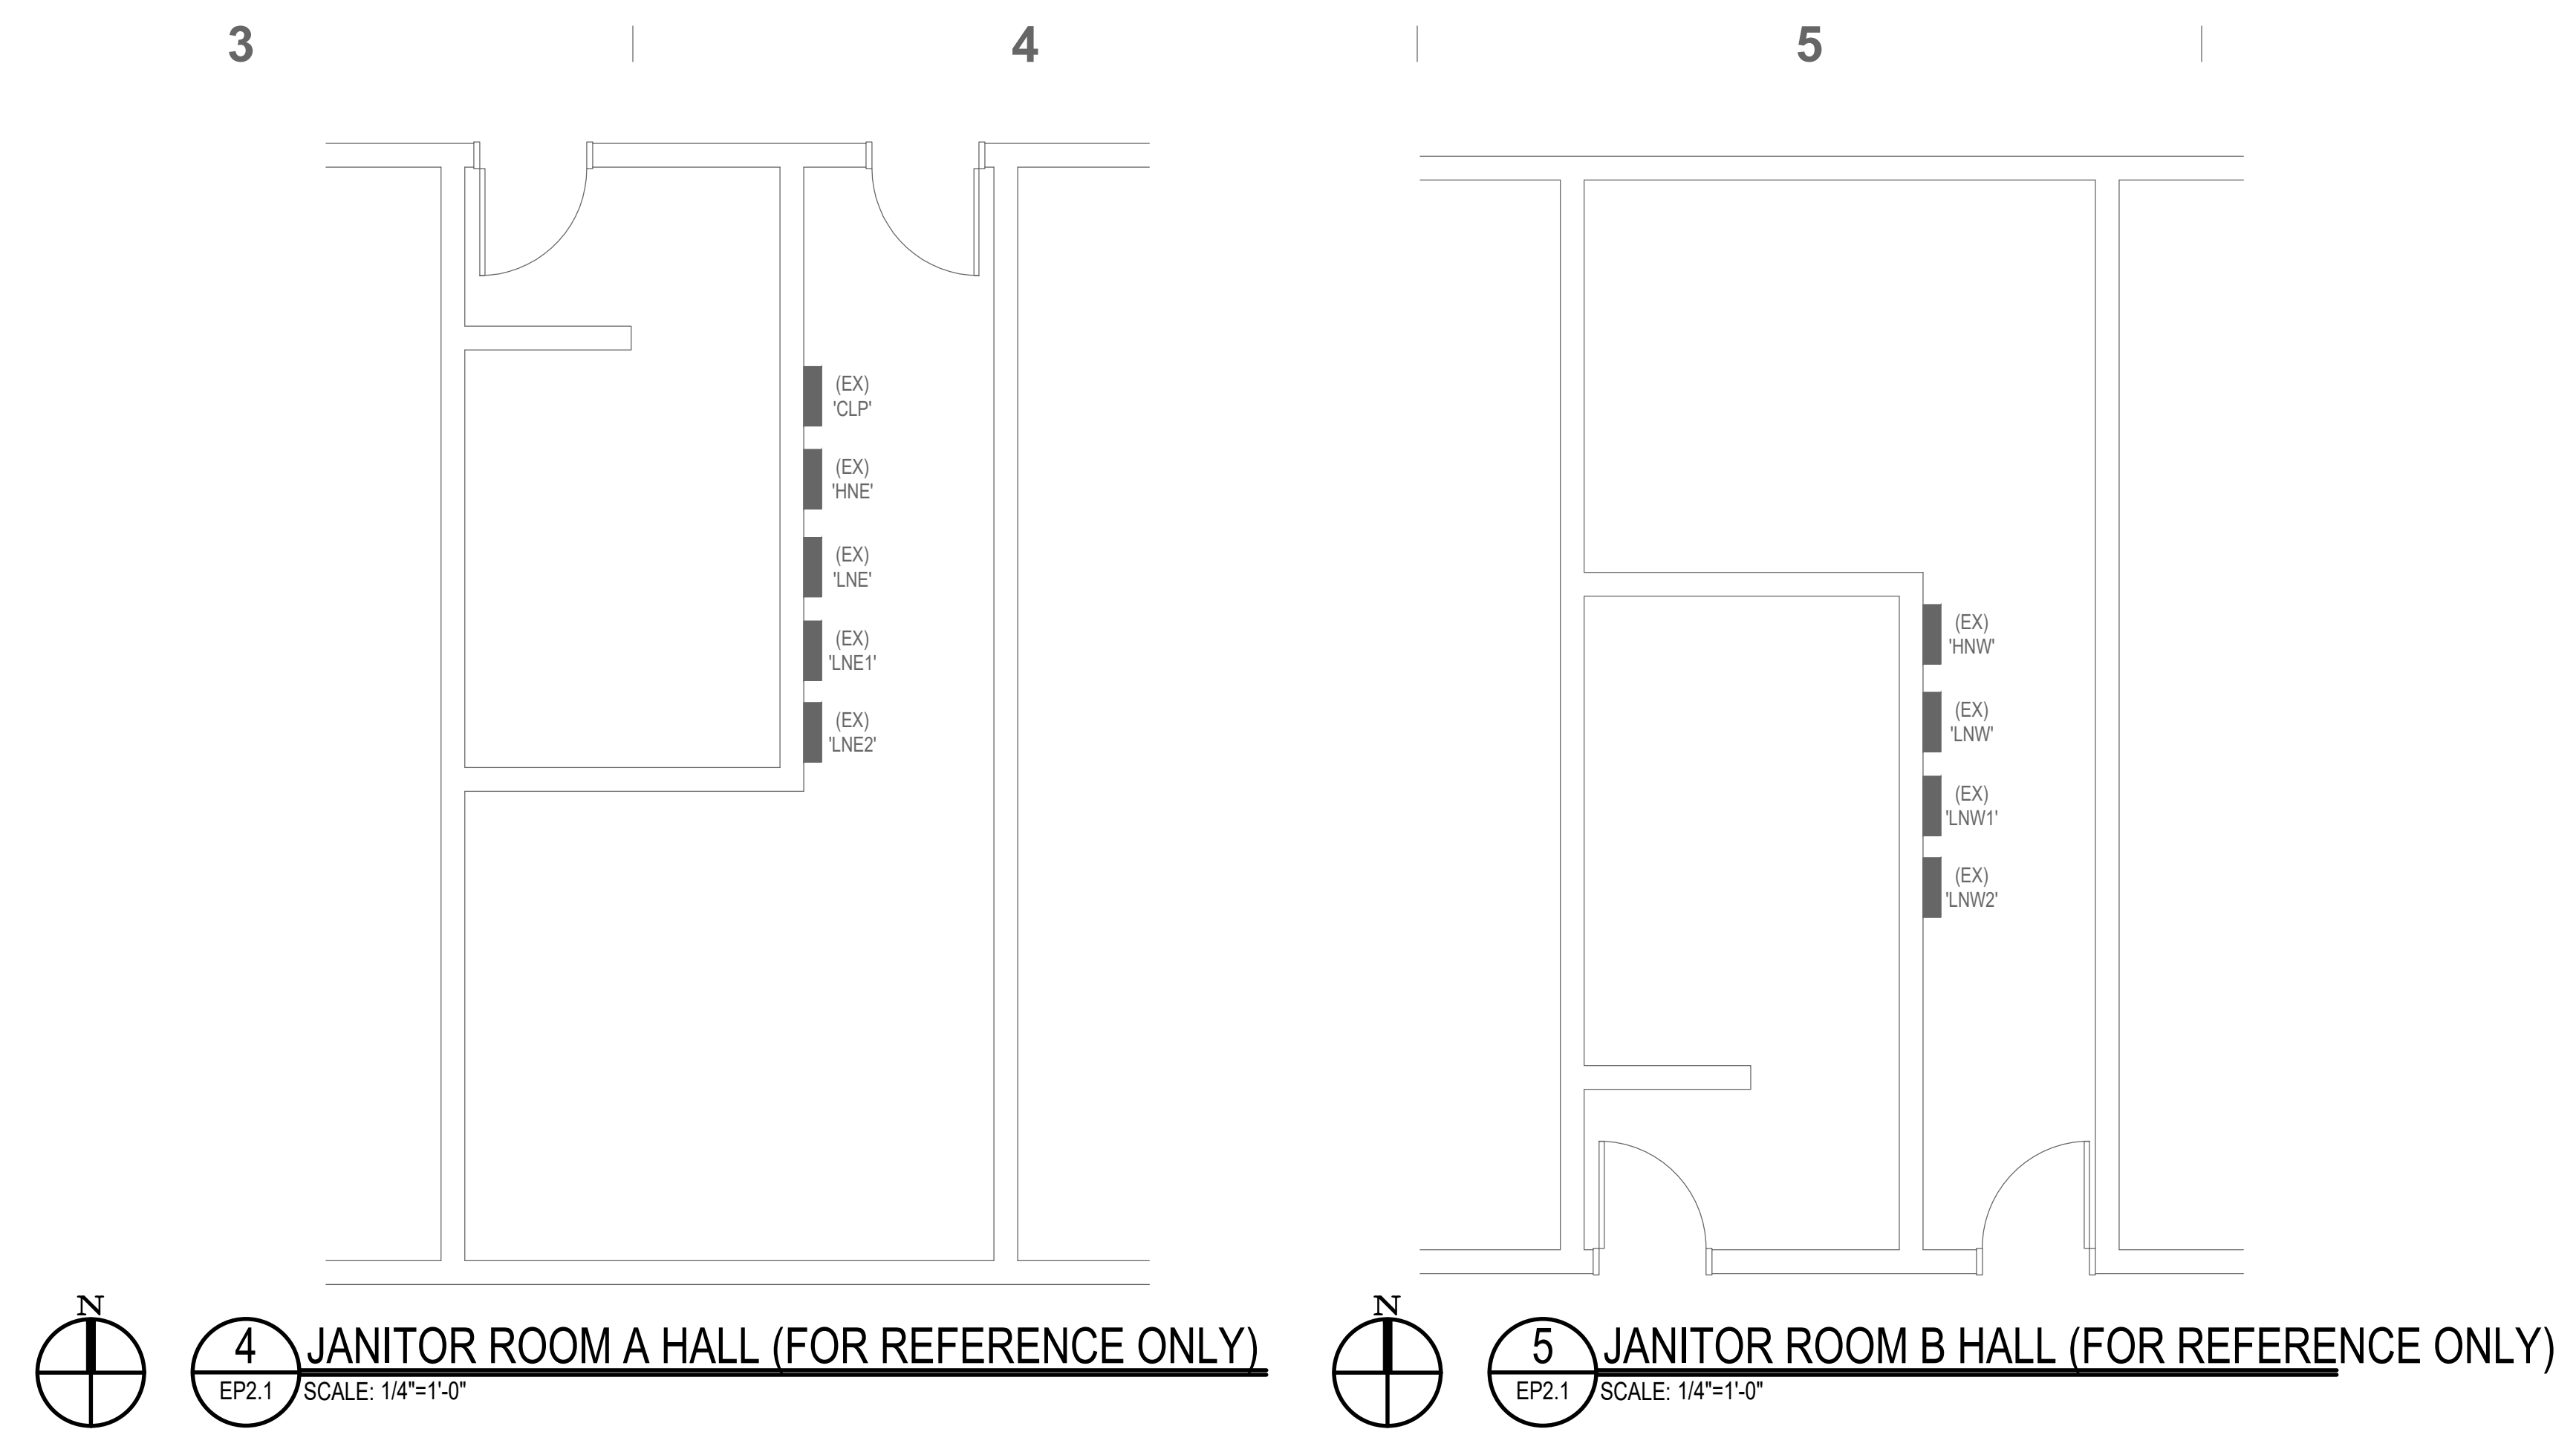 3
4
5
(EX)
'CLP'
(EX)
'HNE'
(EX)
'LNE'
(EX)
'LNE1'
(EX)
'LNE2'
(EX)
'HNW'
(EX)
'LNW'
(EX)
'LNW1'
(EX)
'LNW2'
N
4
EP2.1
JANITOR ROOM A HALL (FOR REFERENCE ONLY)
SCALE: 1/4"=1'-0"
N
5
EP2.1
JANITOR ROOM B HALL (FOR REFERENCE ONLY)
SCALE: 1/4"=1'-0"